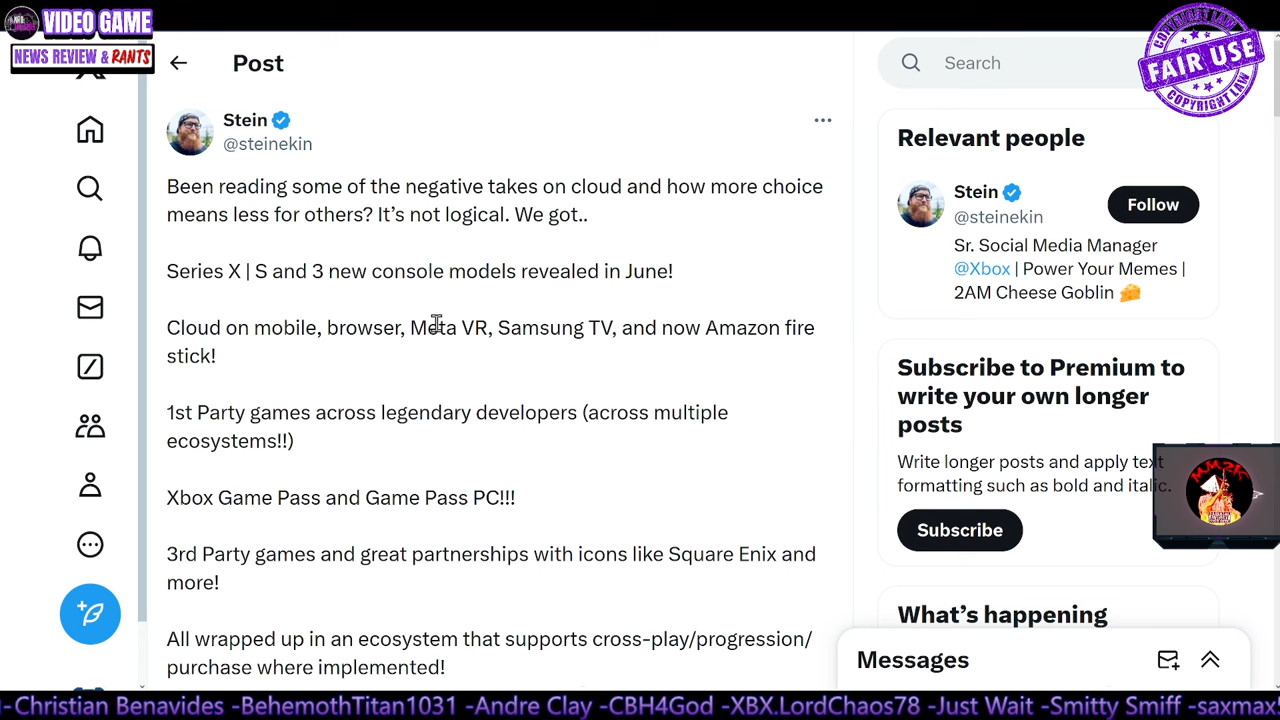 VIDEO GAME
NEWS REVIEW & RANTS
COPYRIGHT LAW
FAIR USE
COPYRIGHT LAW
Post
Search
Stein
@steinekin
Been reading some of the negative takes on cloud and how more choice
means less for others? It’s not logical. We got..
Series X | S and 3 new console models revealed in June!
Cloud on mobile, browser, Meta VR, Samsung TV, and now Amazon fire
stick!
1st Party games across legendary developers (across multiple
ecosystems!!)
Xbox Game Pass and Game Pass PC!!!
3rd Party games and great partnerships with icons like Square Enix and
more!
All wrapped up in an ecosystem that supports cross-play/progression/
purchase where implemented!
Relevant people
Stein
@steinekin
Follow
Sr. Social Media Manager
@Xbox | Power Your Memes |
2AM Cheese Goblin
Subscribe to Premium to
write your own longer
posts
Write longer posts and apply text
formatting such as bold and italic.
Subscribe
MM2K
What’s happening
Messages
-Christian Benavides -BehemothTitan1031 -Andre Clay -CBH4God -XBX.LordChaos78 -Just Wait -Smitty Smiff -saxmax